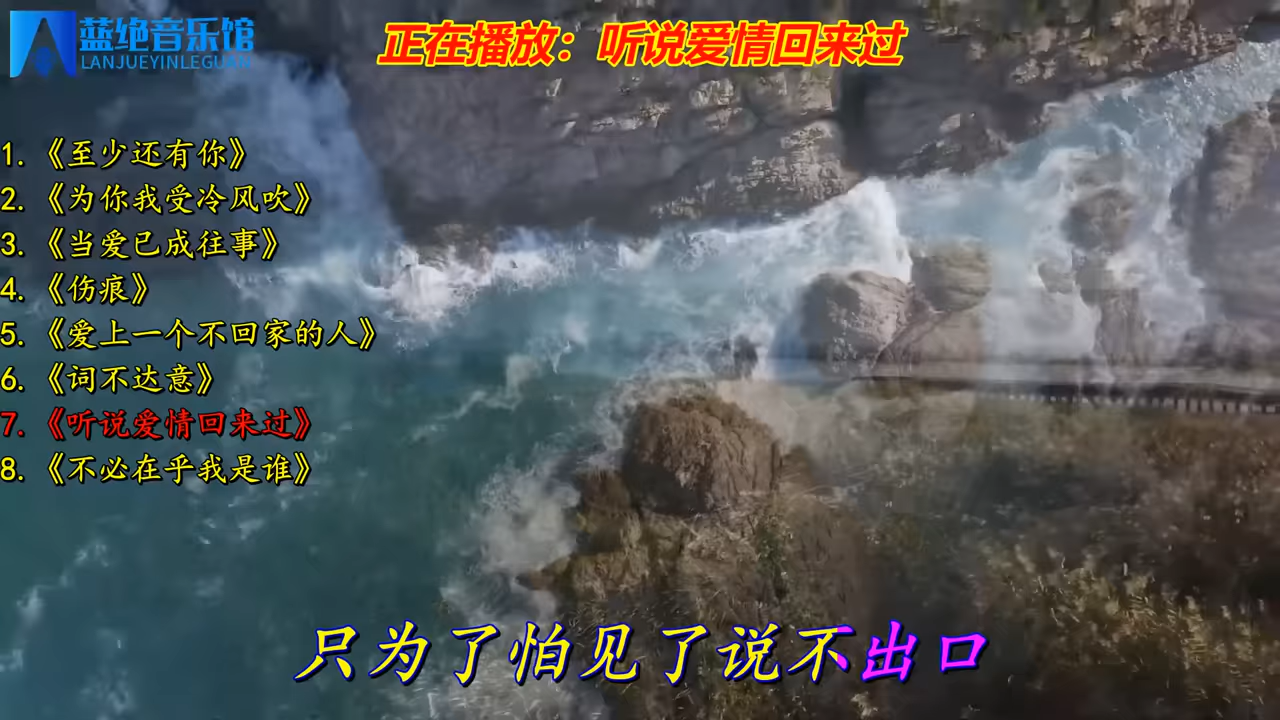 蓝绝音乐馆
LANJUEYINLEGUAN
正在播放：听说爱情回来过
1. 《至少还有你》
2. 《为你我受冷风吹》
3. 《当爱已成往事》
4. 《伤痕》
5. 《爱上一个不回家的人》
6. 《词不达意》
7. 《听说爱情回来过》
8. 《不必在乎我是谁》
只为了怕见了说不出口